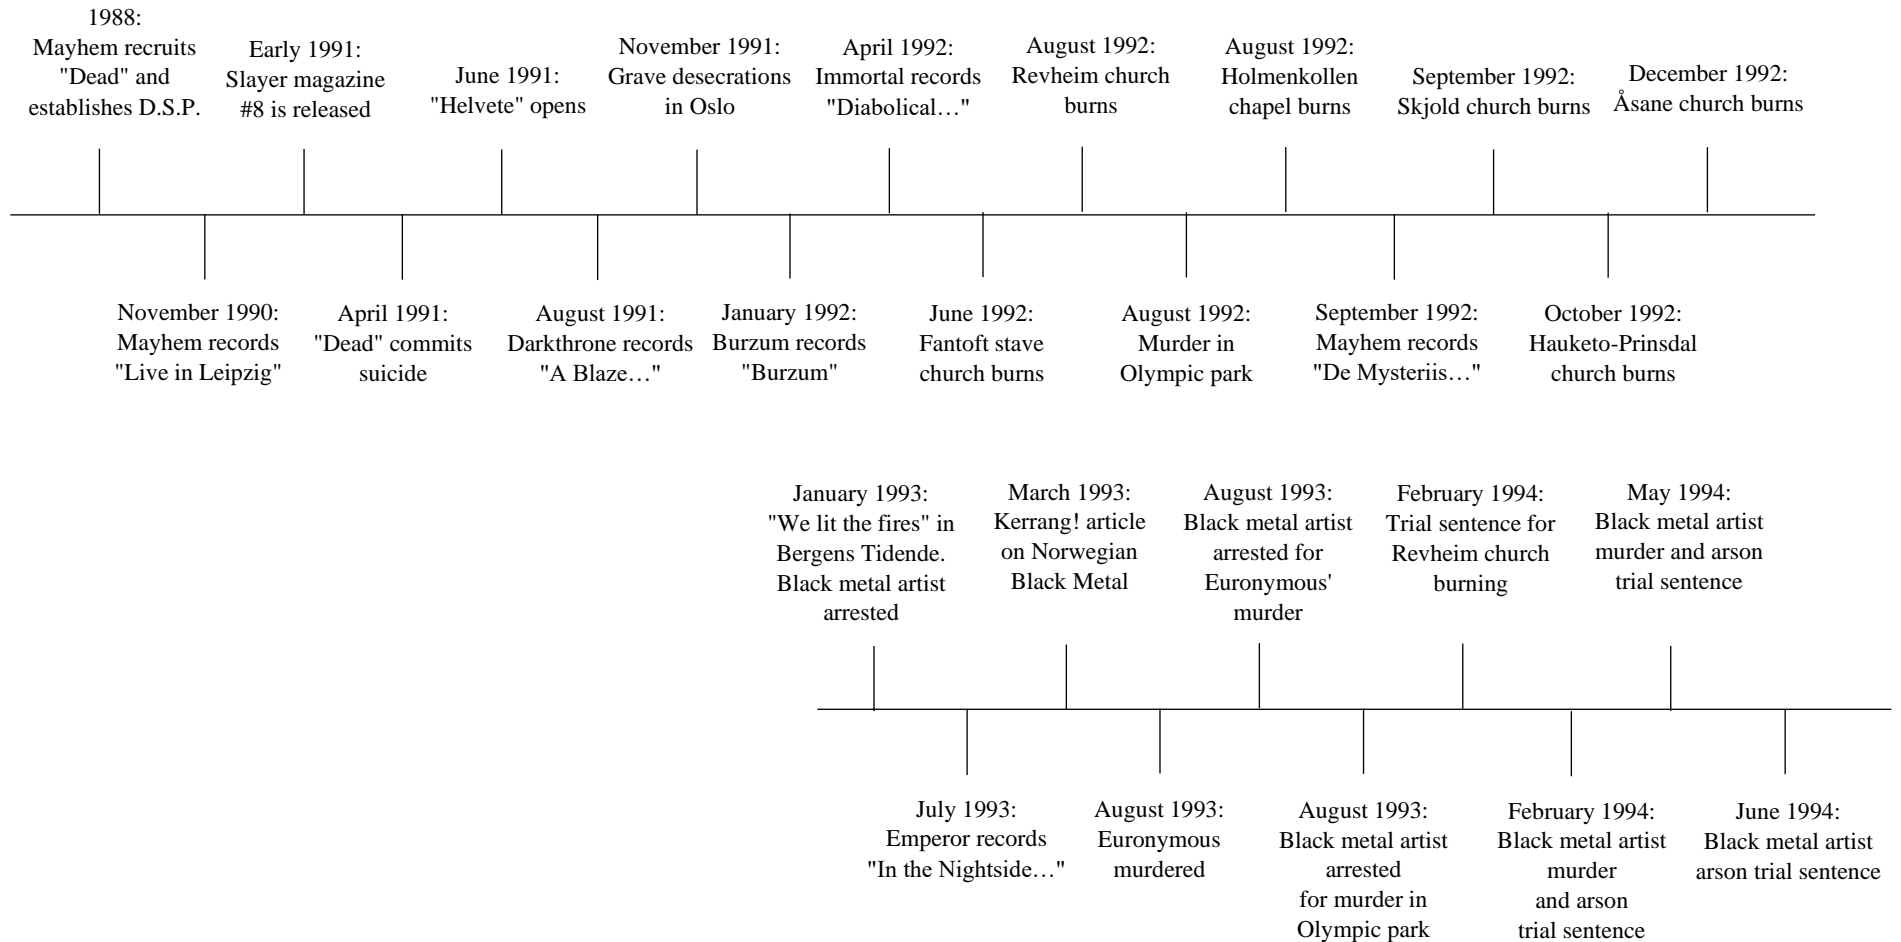 1988:
Mayhem recruits
"Dead" and
establishes D.S.P.
November 1990:
Mayhem records
"Live in Leipzig"
Early 1991:
Slayer magazine
#8 is released
April 1991:
"Dead" commits
suicide
June 1991:
"Helvete" opens
August 1991:
Darkthrone records
"A Blaze…"
November 1991:
Grave desecrations
in Oslo
January 1992:
Burzum records
"Burzum"
April 1992:
Immortal records
"Diabolical…"
June 1992:
Fantoft stave
church burns
August 1992:
Revheim church
burns
August 1992:
Murder in
Olympic park
August 1992:
Holmenkollen
chapel burns
September 1992:
Mayhem records
"De Mysteriis…"
September 1992:
Skjold church burns
October 1992:
Hauketo-Prinsdal
church burns
December 1992:
Åsane church burns
January 1993:
"We lit the fires" in
Bergens Tidende.
Black metal artist
arrested
July 1993:
Emperor records
"In the Nightside…"
March 1993:
Kerrang! article
on Norwegian
Black Metal
August 1993:
Euronymous
murdered
August 1993:
Black metal artist
arrested for
Euronymous'
murder
August 1993:
Black metal artist
arrested
for murder in
Olympic park
February 1994:
Trial sentence for
Revheim church
burning
February 1994:
Black metal artist
murder
and arson
trial sentence
May 1994:
Black metal artist
murder and arson
trial sentence
June 1994:
Black metal artist
arson trial sentence